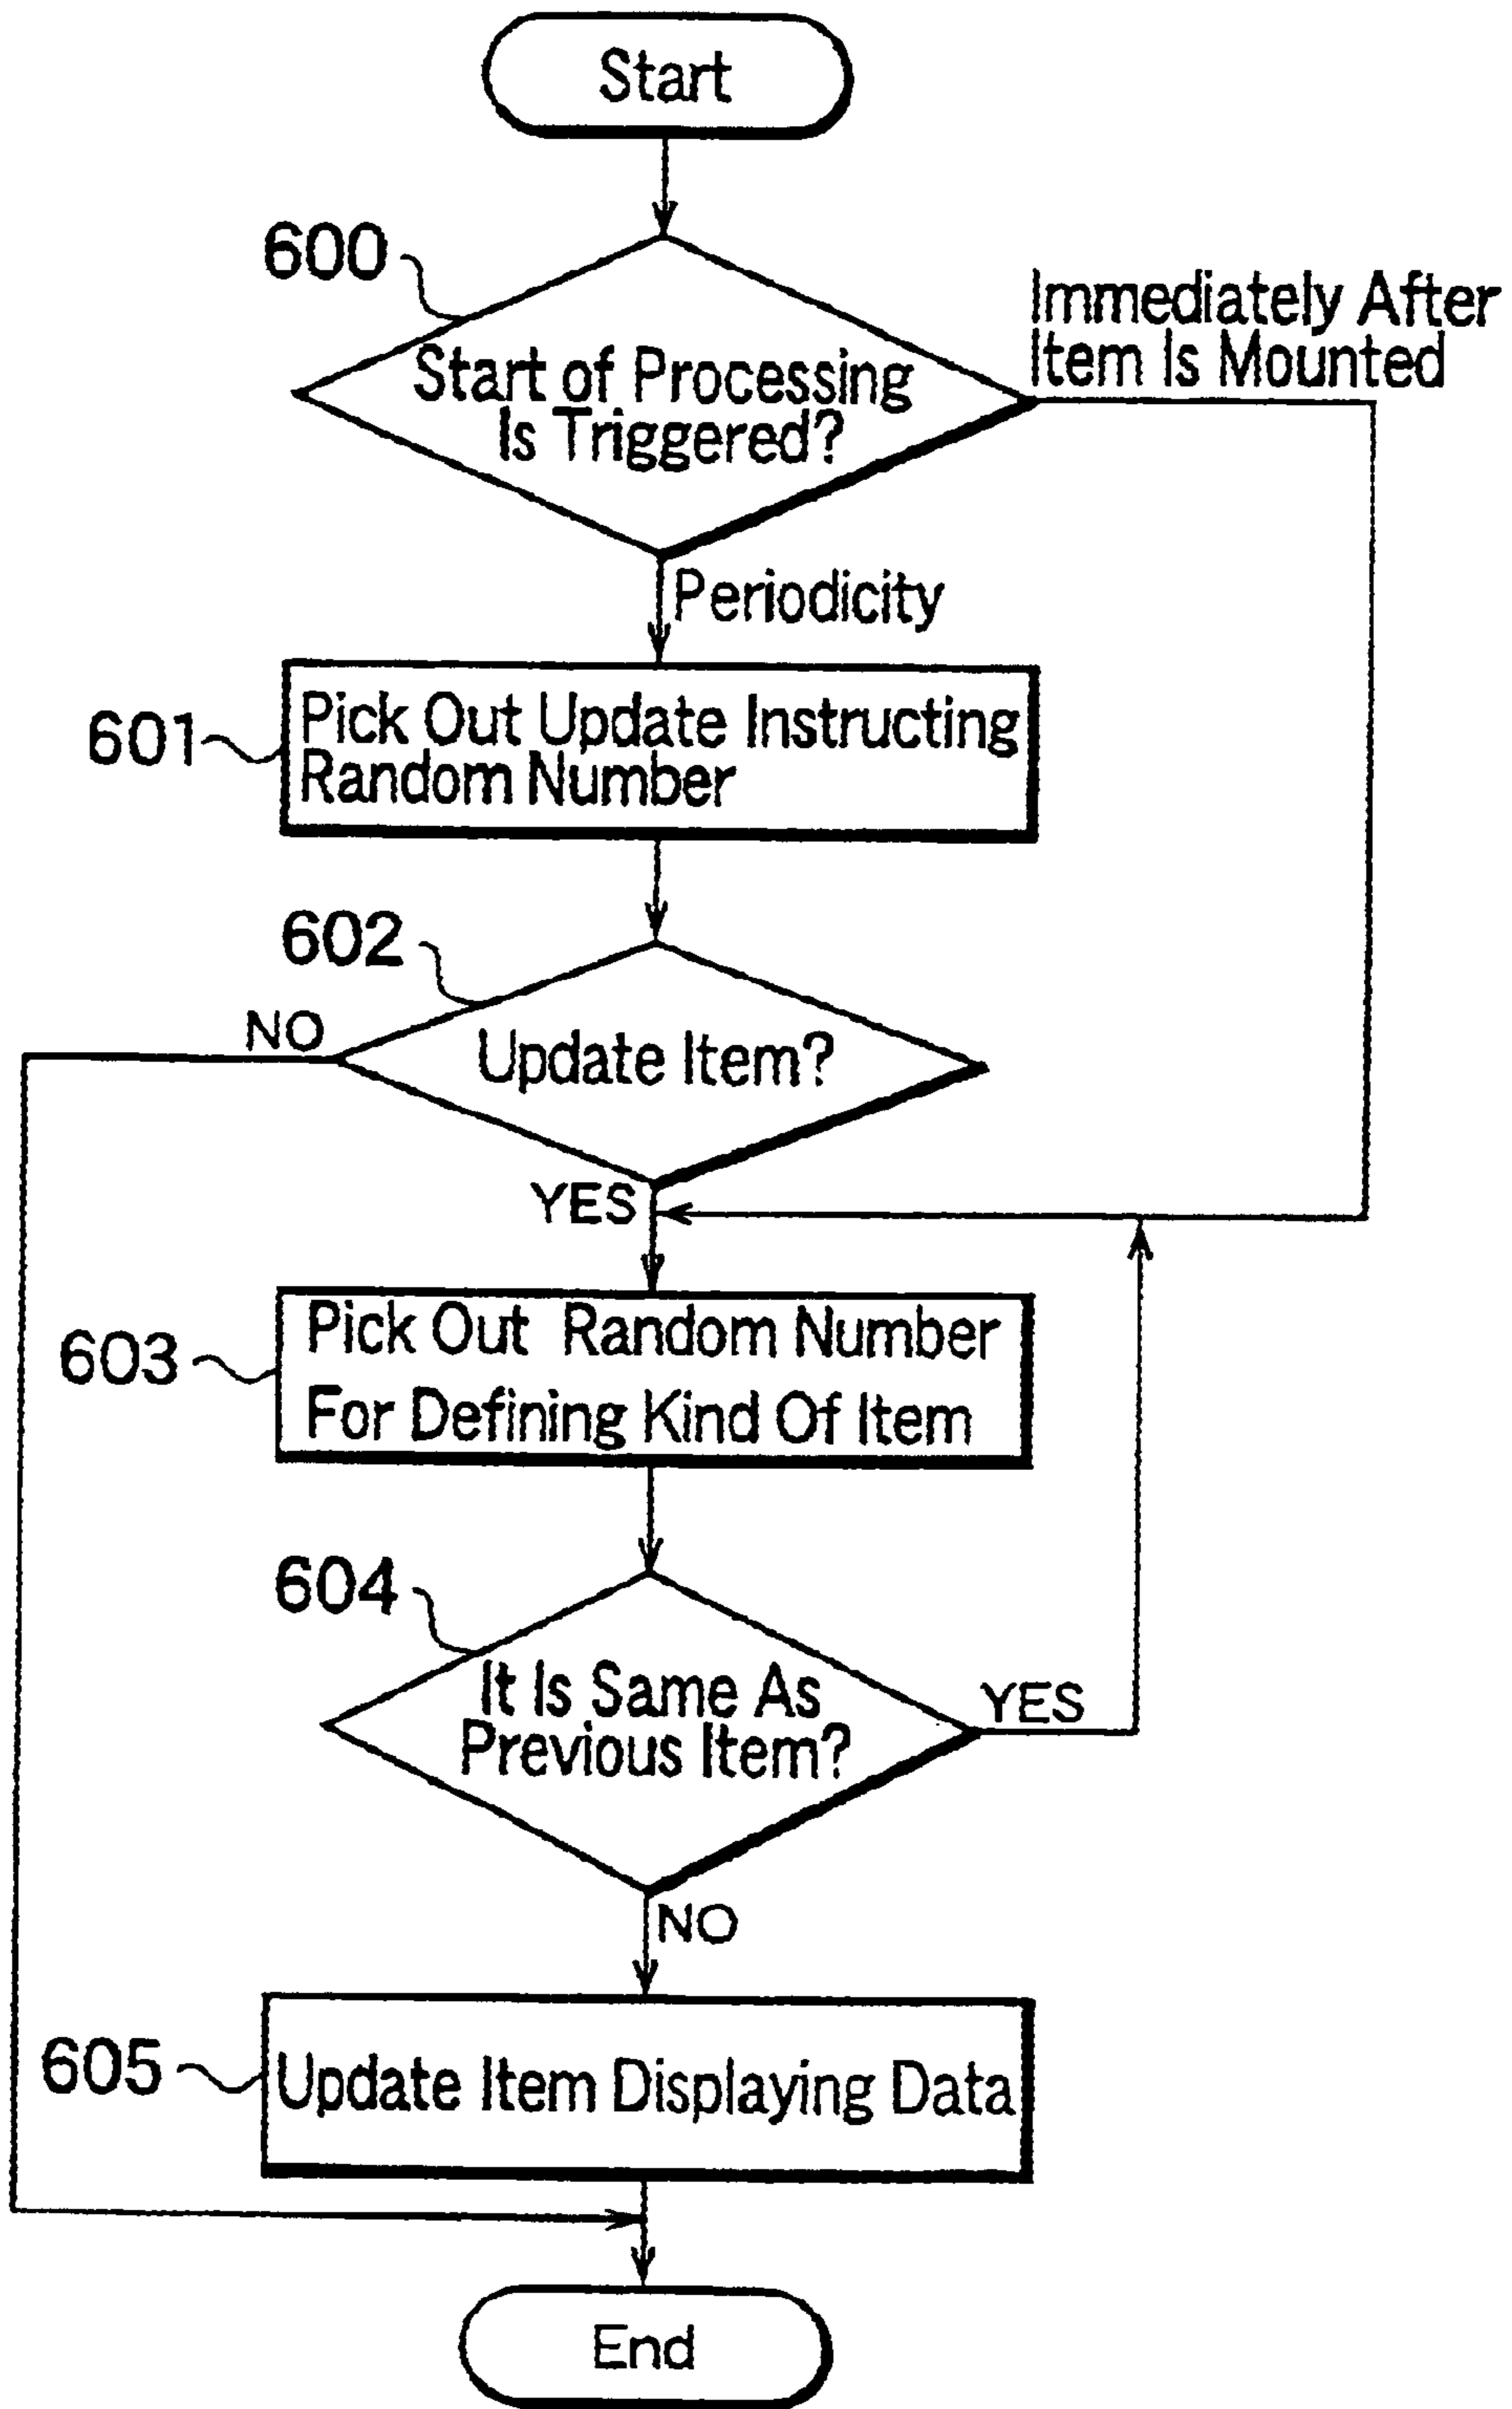 Start
600
Immediately After
Item Is Mounted
Start of Processing
Is Triggered?
Periodicity
601
Pick Out Update Instructing
Random Number
602
NO
Update Item?
YES
603
Pick Out Random Number
For Defining Kind Of Item
604
It Is Same As
Previous Item?
YES
NO
605
Update Item Displaying Data
End